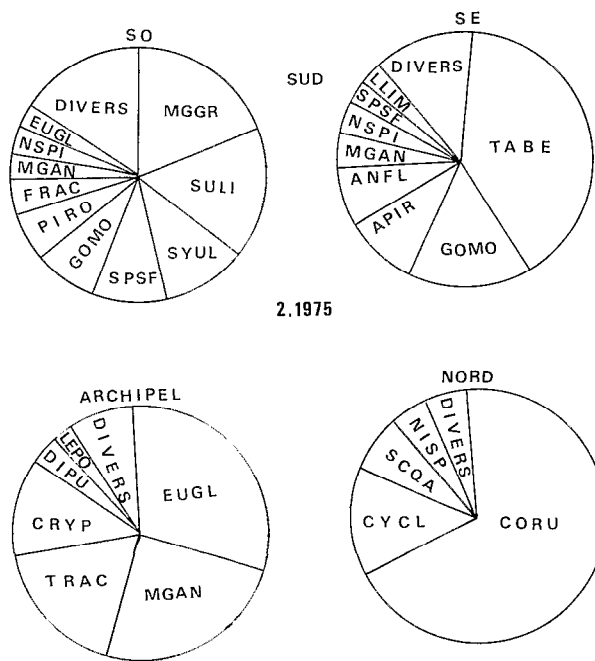 SO
DIVERS
MGGR
EUGL
NSPI
MGAN
FRAC
PIRO
GOMO
SPSF
SYUL
SULI
SUD
SE
DIVERS
LLIM
SPSF
NSPI
MGAN
ANFL
APIR
GOMO
TABE
2.1975
ARCHIPEL
DIVERS
LEPO
DIPU
CRYP
TRAC
MGAN
EUGL
NORD
DIVERS
NISP
SCQA
CYCL
CORU